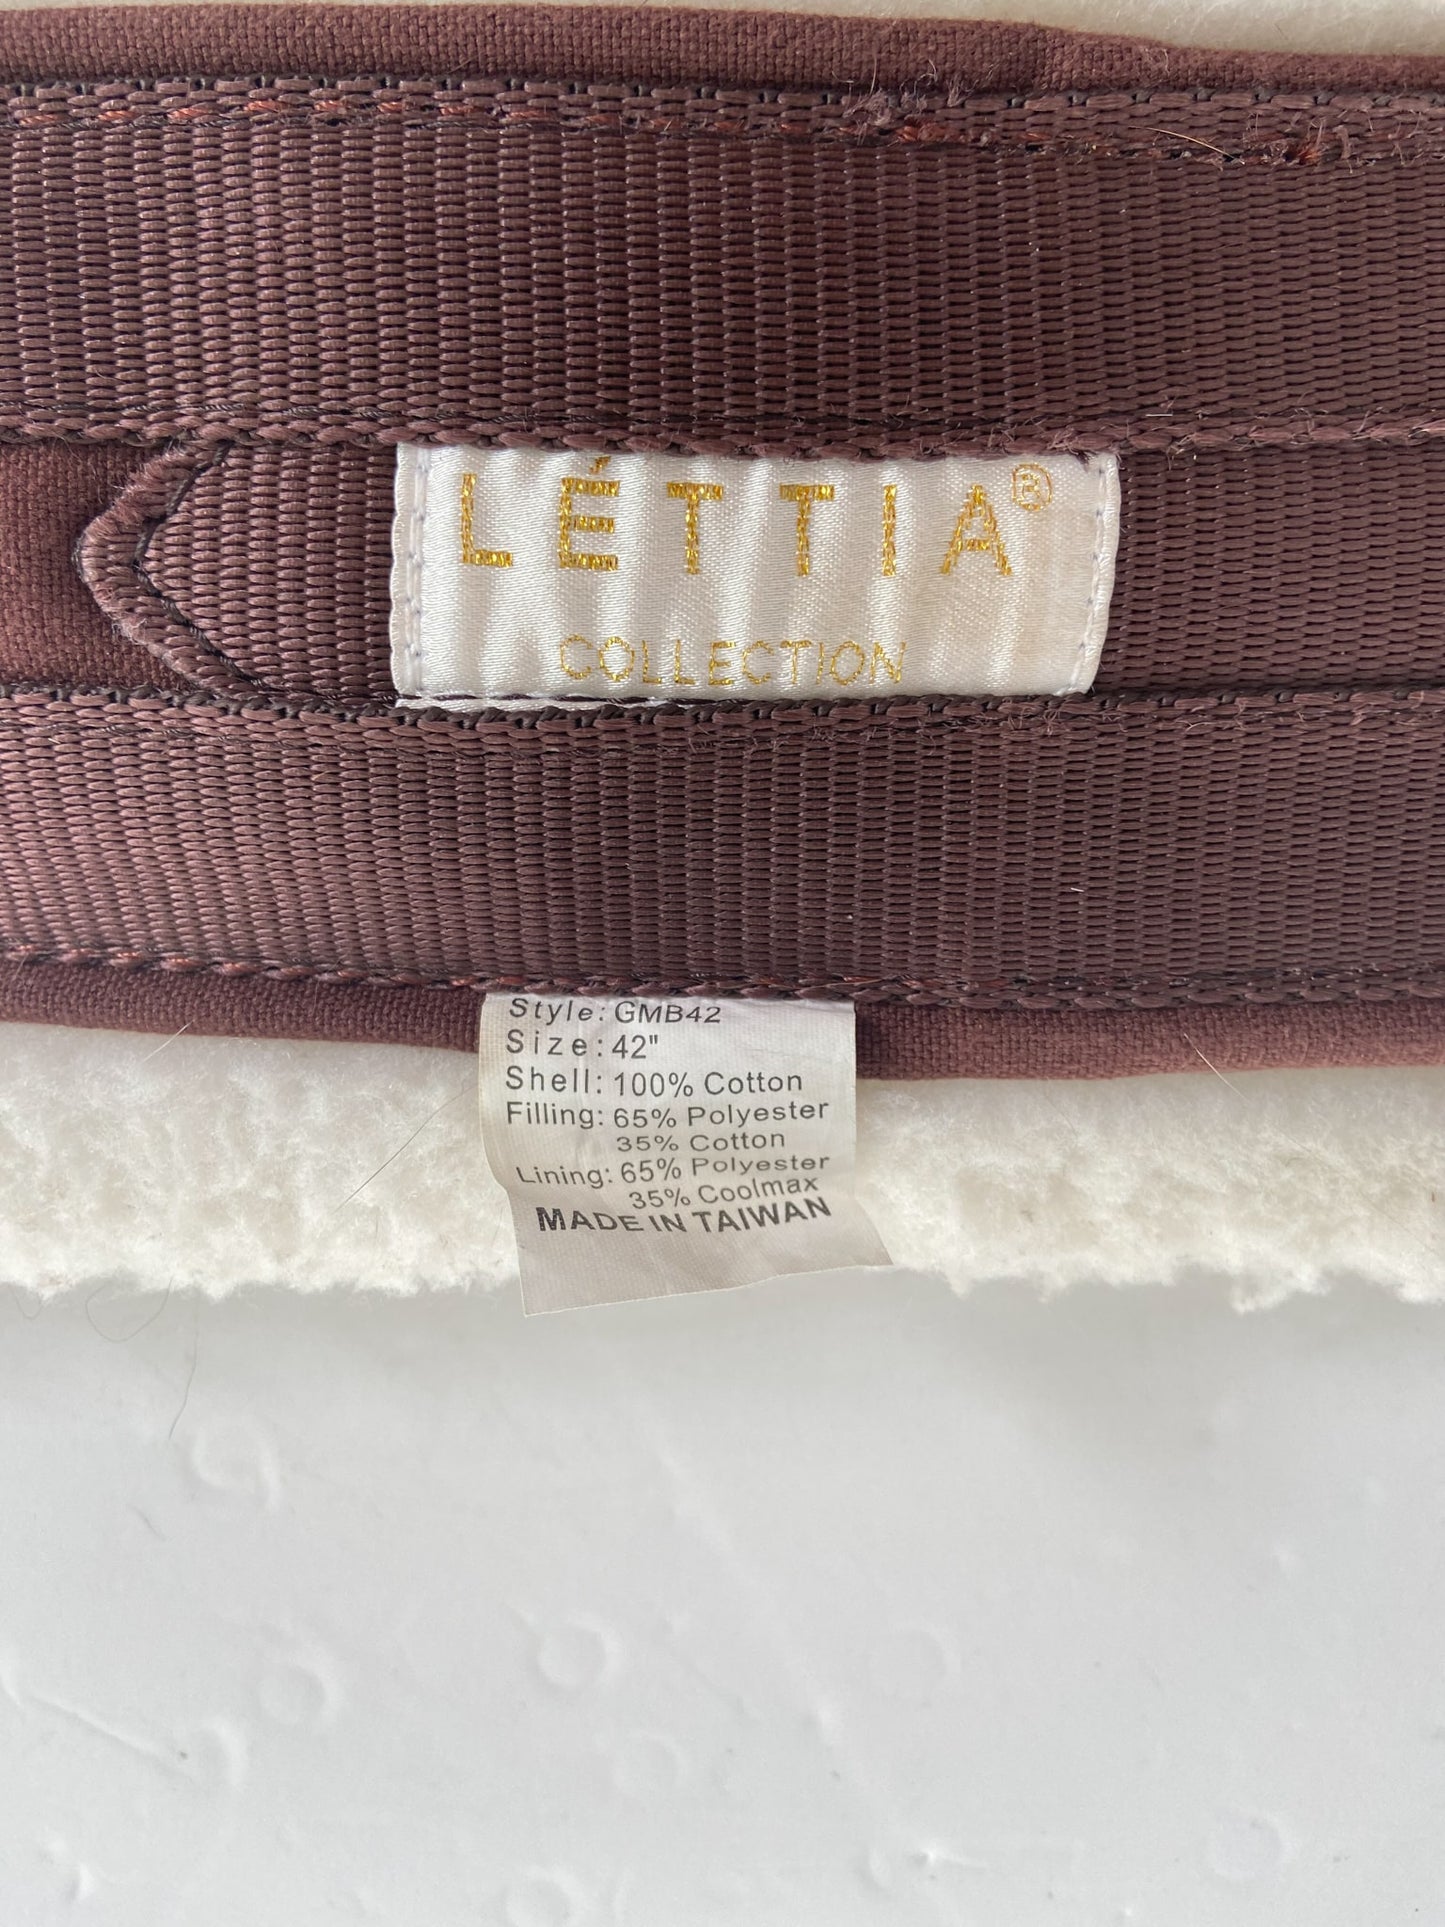 LÉTTIA®
COLLECTION
Style: GMB42
Size: 42"
Shell: 100% Cotton
Filling: 65% Polyester
35% Cotton
Lining: 65% Polyester
35% Coolmax
MADE IN TAIWAN